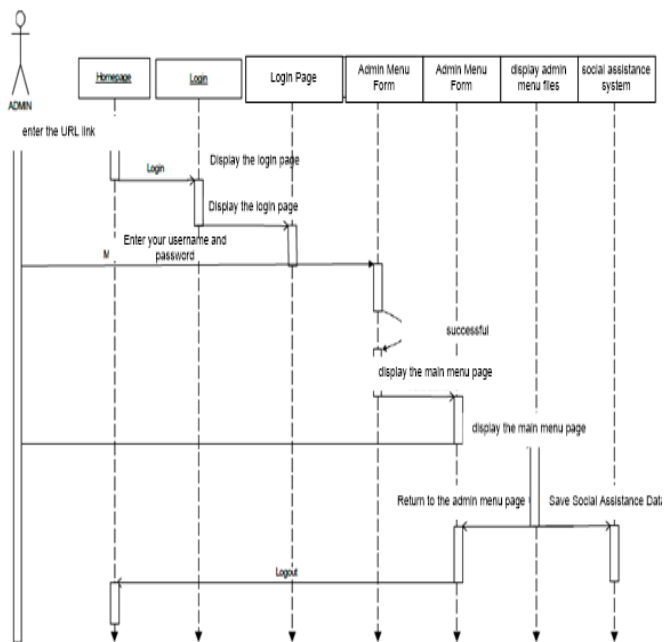 Homepage
Login
Login Page
Admin Menu
Form
Admin Menu
Form
display admin
menu files
social assistance
system
ADMIN
enter the URL link
Login
Display the login page
Display the login page
Enter your username and
password
M
successful
display the main menu page
display the main menu page
Return to the admin menu page
Save Social Assistance Data
Logout